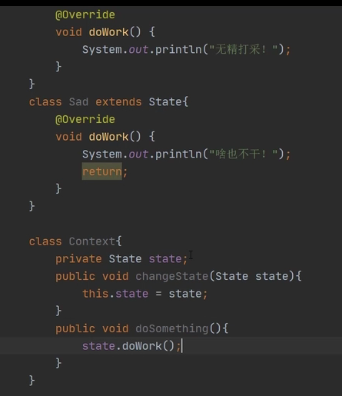 @Override
void doWork() {
System.out.println("无精打采！");
}
}
class Sad extends State{
@Override
void doWork() {
System.out.println("啥也不干！");
return;
}
}
class Context{
private State state;
public void changeState(State state){
this.state = state;
}
public void doSomething(){
state.doWork();
}
}